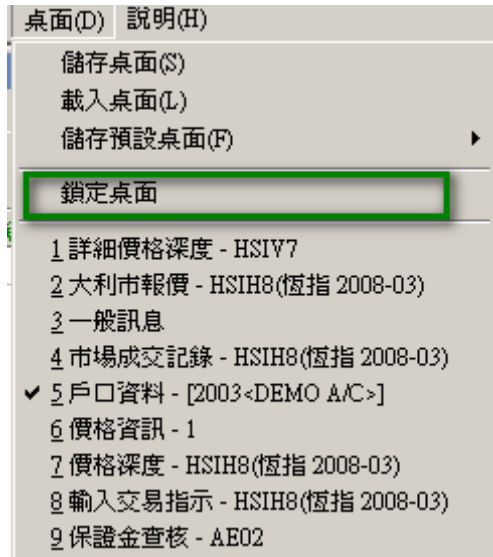 桌面(D) 說明(H)
儲存桌面(S)
載入桌面(L)
儲存預設桌面(F)
鎖定桌面
1 詳細價格深度 - HSIV7
2 大利市報價 - HSIH8(恆指 2008-03)
3 一般訊息
4 市場成交記錄 - HSIH8(恆指 2008-03)
5 戶口資料 - [2003<DEMO A/C>]
6 價格資訊 - 1
7 價格深度 - HSIH8(恆指 2008-03)
8 輸入交易指示 - HSIH8(恆指 2008-03)
9 保證金查核 - AE02